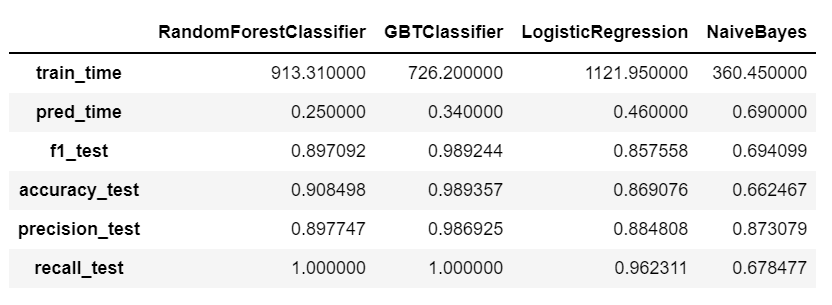 RandomForestClassifier GBTClassifier LogisticRegression NaiveBayes
train_time 913.310000 726.200000 1121.950000 360.450000
pred_time 0.250000 0.340000 0.460000 0.690000
f1_test 0.897092 0.989244 0.857558 0.694099
accuracy_test 0.908498 0.989357 0.869076 0.662467
precision_test 0.897747 0.986925 0.884808 0.873079
recall_test 1.000000 1.000000 0.962311 0.678477